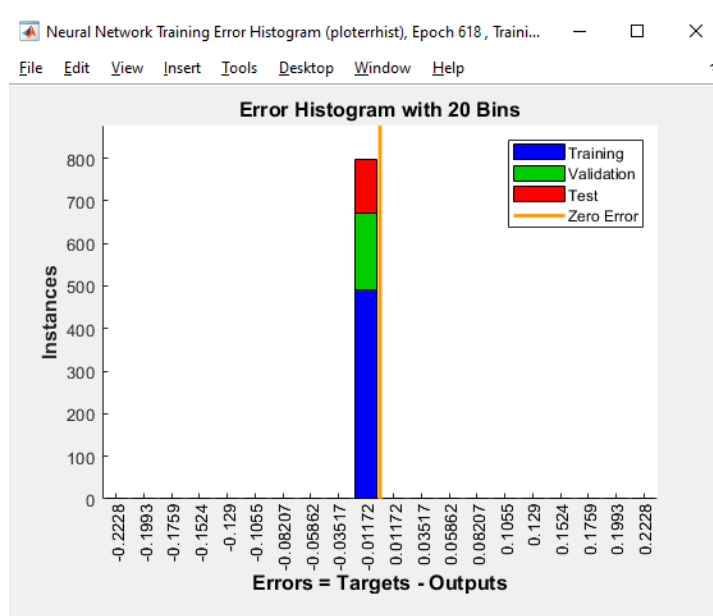 Neural Network Training Error Histogram (ploterrhist), Epoch 618, Traini...
File Edit View Insert Tools Desktop Window Help
Error Histogram with 20 Bins
800
700
600
500
400
300
200
100
0
Instances
Training
Validation
Test
Zero Error
-0.2228 -0.1993 -0.1759 -0.1524 -0.129 -0.1055 -0.08207 -0.05862 -0.03517 -0.01172 0.01172 0.03517 0.05862 0.08207 0.1055 0.129 0.1524 0.1759 0.1993 0.2228
Errors = Targets - Outputs